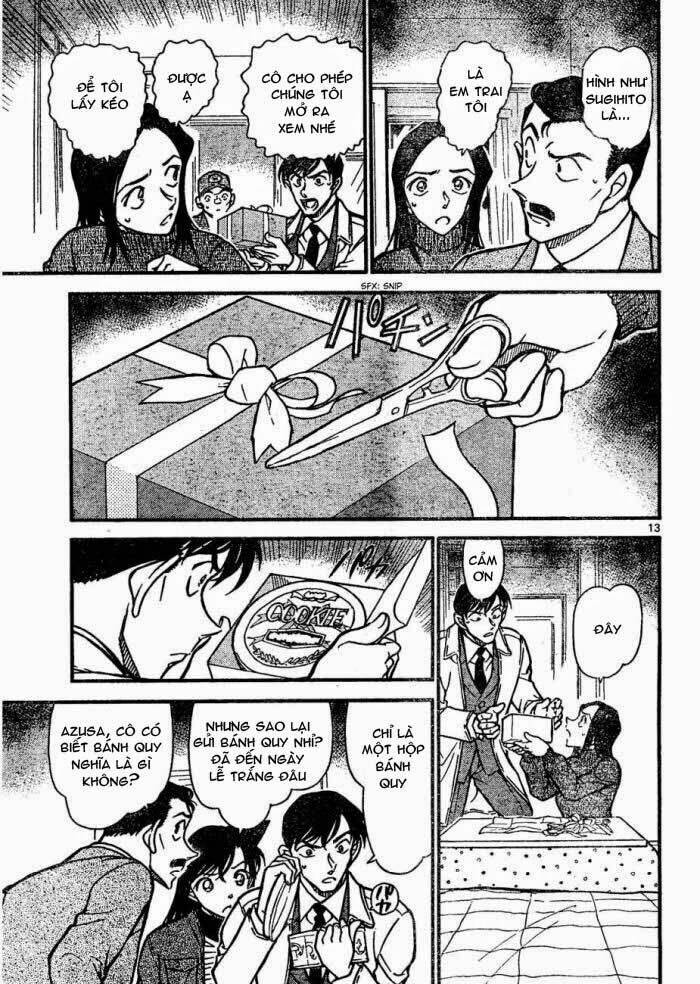 HÌNH NHƯ
SUGIHITO
LÀ...
LÀ
EM TRAI
TÔI
CÔ CHO PHÉP
CHÚNG TÔI
MỞ RA
XEM NHÉ
ĐƯỢC
Ạ
ĐỂ TÔI
LẤY KÉO
SFX: SNIP
パチン
13
CẢM
ƠN
ĐÂY
COOKIE
CHỈ LÀ
MỘT HỘP
BÁNH
QUY
NHƯNG SAO LẠI
GỬI BÁNH QUY NHỈ?
ĐÃ ĐẾN NGÀY
LỄ TRẮNG ĐÂU
AZUSA, CÔ CÓ
BIẾT BÁNH QUY
NGHĨA LÀ GÌ
KHÔNG?